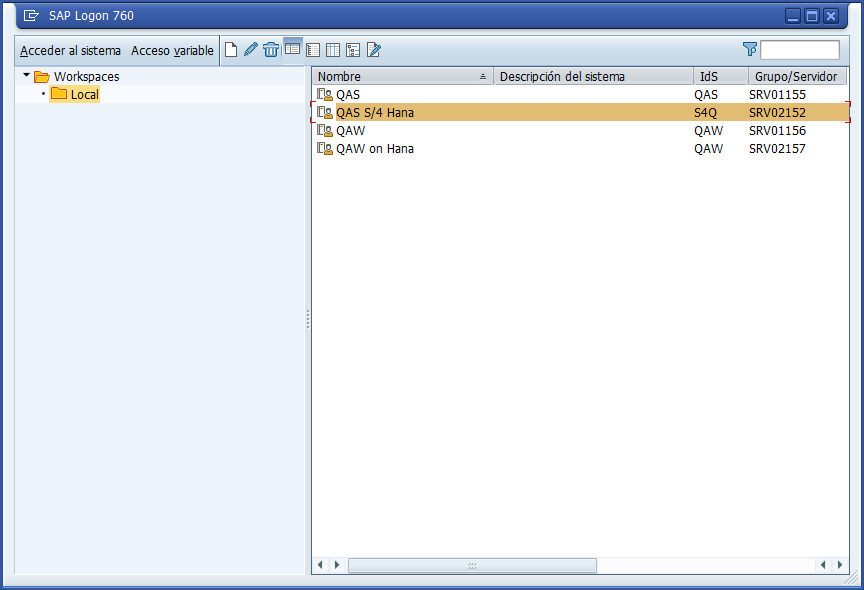 SAP Logon 760
Acceder al sistema Acceso variable
Workspaces
Local
Nombre Descripción del sistema IdS Grupo/Servidor
QAS QAS SRV01155
QAS S/4 Hana S4Q SRV02152
QAW QAW SRV01156
QAW on Hana QAW SRV02157